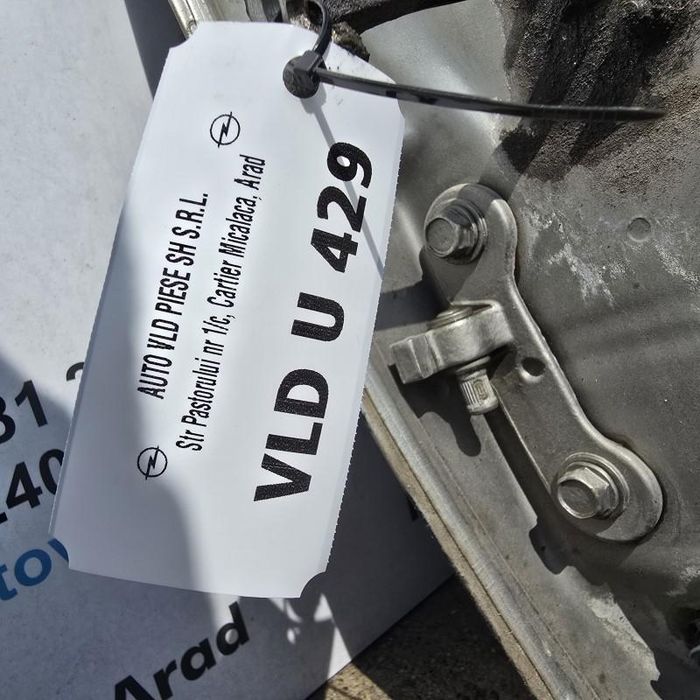 AUTO VLD PIESE SH S.R.L.
Str Pastorului nr 1/c, Cartier Micalaca, Arad
VLD U 429
Arad